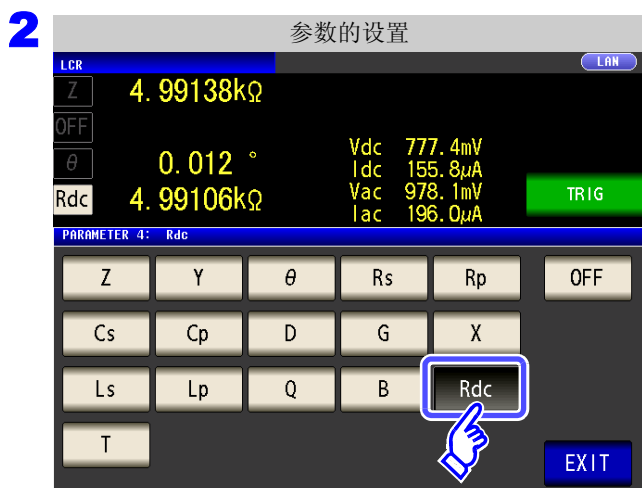 2
参数的设置
LCR LAN
Z 4.99138kΩ
OFF
Vdc 777.4mV
θ 0.012 ° Idc 155.8μA
Vac 978.1mV
Rdc 4.99106kΩ TRIG
Iac 196.0μA
PARAMETER 4: Rdc
Z Y θ Rs Rp OFF
Cs Cp D G X
Ls Lp Q B Rdc
T
EXIT